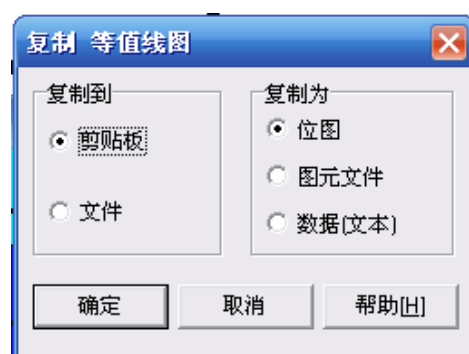 复制 等值线图
复制到
剪贴板
文件
复制为
位图
图元文件
数据(文本)
确定
取消
帮助[H]